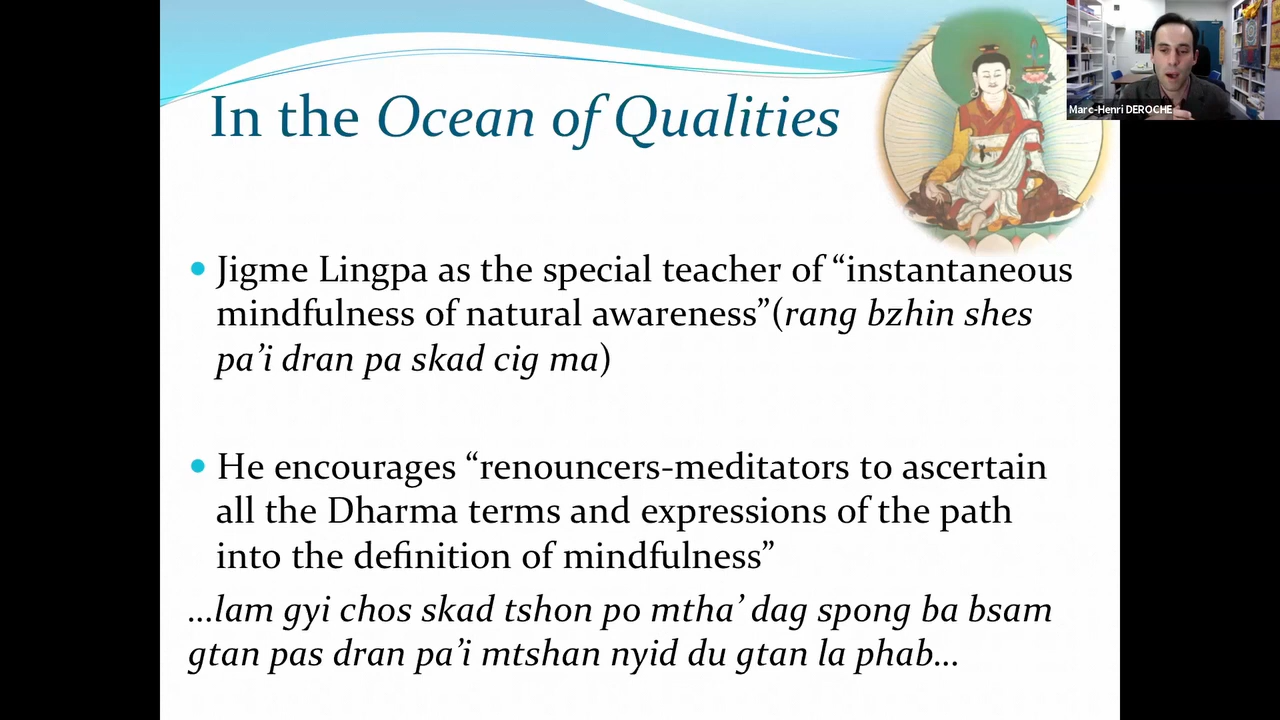 In the Ocean of Qualities
Marc-Henri DEROCHE
• Jigme Lingpa as the special teacher of “instantaneous
mindfulness of natural awareness”(rang bzhin shes
pa’i dran pa skad cig ma)
• He encourages “renouncers-meditators to ascertain
all the Dharma terms and expressions of the path
into the definition of mindfulness”
…lam gyi chos skad tshon po mtha’ dag spong ba bsam
gtan pas dran pa’i mtshan nyid du gtan la phab…